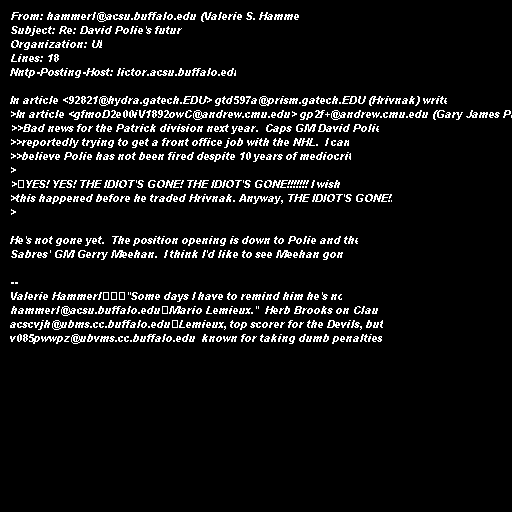 From: hammerl@acsu.buffalo.edu (Valerie S. Hamme
Subject: Re: David Polie's futur
Organization: UI
Lines: 18
Nntp-Posting-Host: lictor.acsu.buffalo.edu

In article <92821@hydra.gatech.EDU> gtd597a@prism.gatech.EDU (Hrivnak) write
>In article <gfmoD2e00iV1892owC@andrew.cmu.edu> gp2f+@andrew.cmu.edu (Gary James P
>>Bad news for the Patrick division next year.  Caps GM David Polie
>>reportedly trying to get a front office job with the NHL.  I can
>>believe Polie has not been fired despite 10 years of mediocrit
>
>□YES! YES! THE IDIOT'S GONE! THE IDIOT'S GONE!!!!!!! I wish
>this happened before he traded Hrivnak. Anyway, THE IDIOT'S GONE!
>

He's not gone yet.  The position opening is down to Polie and the
Sabres' GM Gerry Meehan.  I think I'd like to see Meehan gon

--
Valerie Hammerl□□□"Some days I have to remind him he's no
hammerl@acsu.buffalo.edu□Mario Lemieux."  Herb Brooks on Clau
acscvjh@ubms.cc.buffalo.edu□Lemieux, top scorer for the Devils, but
v085pwwpz@ubvms.cc.buffalo.edu  known for taking dumb penalties